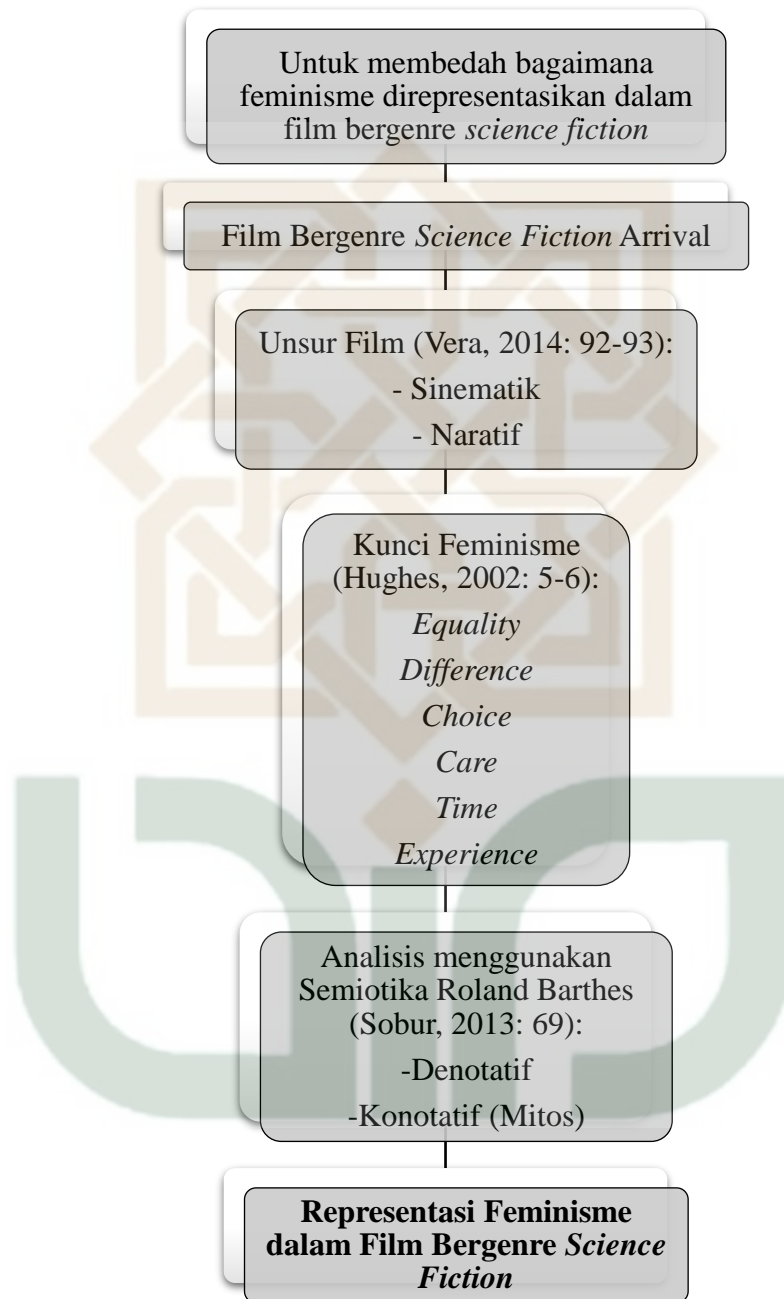 Untuk membedah bagaimana
feminisme direpresentasikan dalam
film bergenre science fiction
Film Bergenre Science Fiction Arrival
Unsur Film (Vera, 2014: 92-93):
- Sinematik
- Naratif
Kunci Feminisme
(Hughes, 2002: 5-6):
Equality
Difference
Choice
Care
Time
Experience
Analisis menggunakan
Semiotika Roland Barthes
(Sobur, 2013: 69):
-Denotatif
-Konotatif (Mitos)
Representasi Feminisme
dalam Film Bergenre Science
Fiction